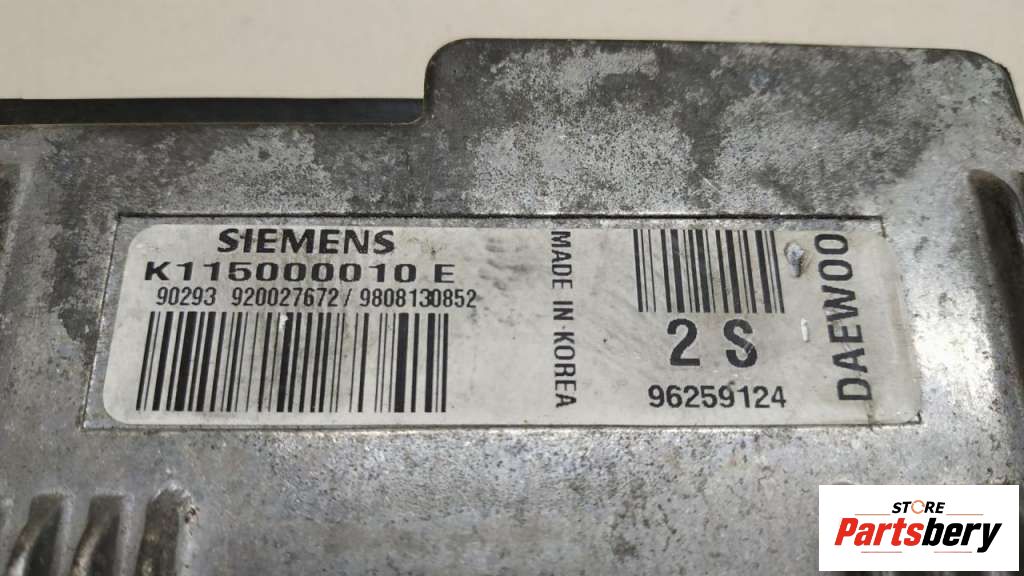 SIEMENS
K115000010 E
90293 920027672 / 9808130852
MADE IN KOREA
2 S
96259124
DAEWOO
STORE
Partsbery